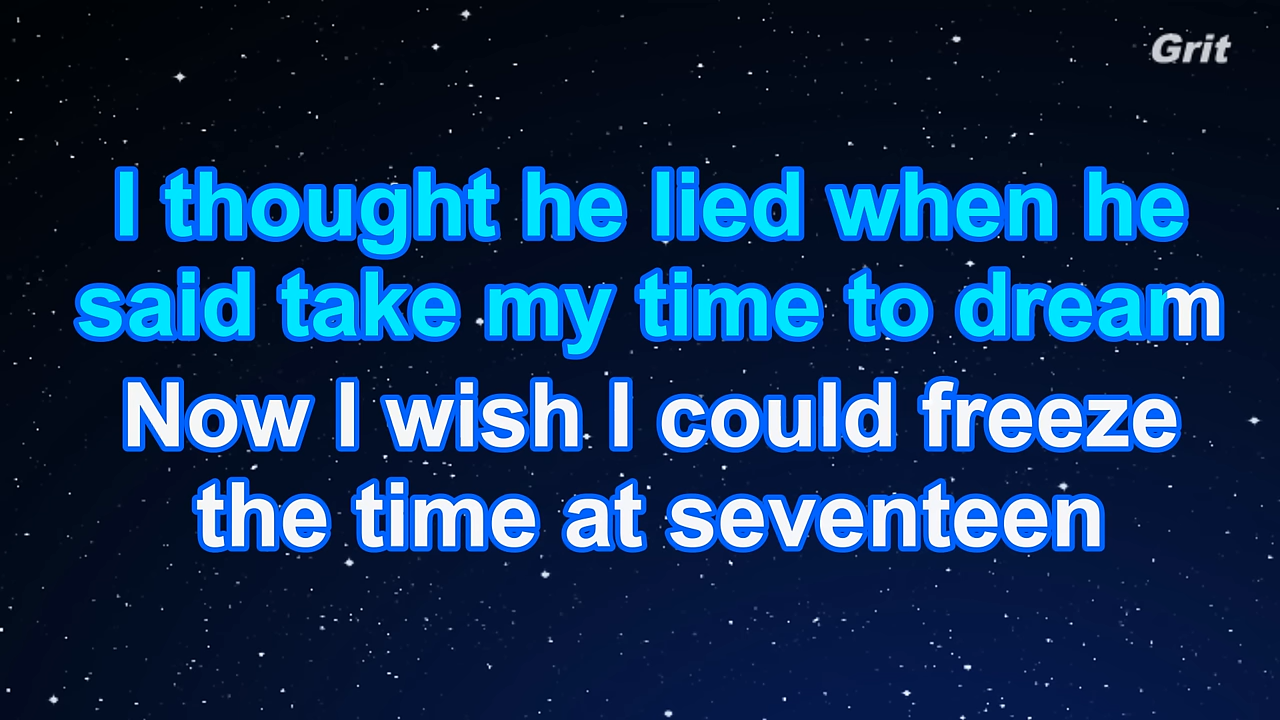 Grit
I thought he lied when he
said take my time to dream
Now I wish I could freeze
the time at seventeen